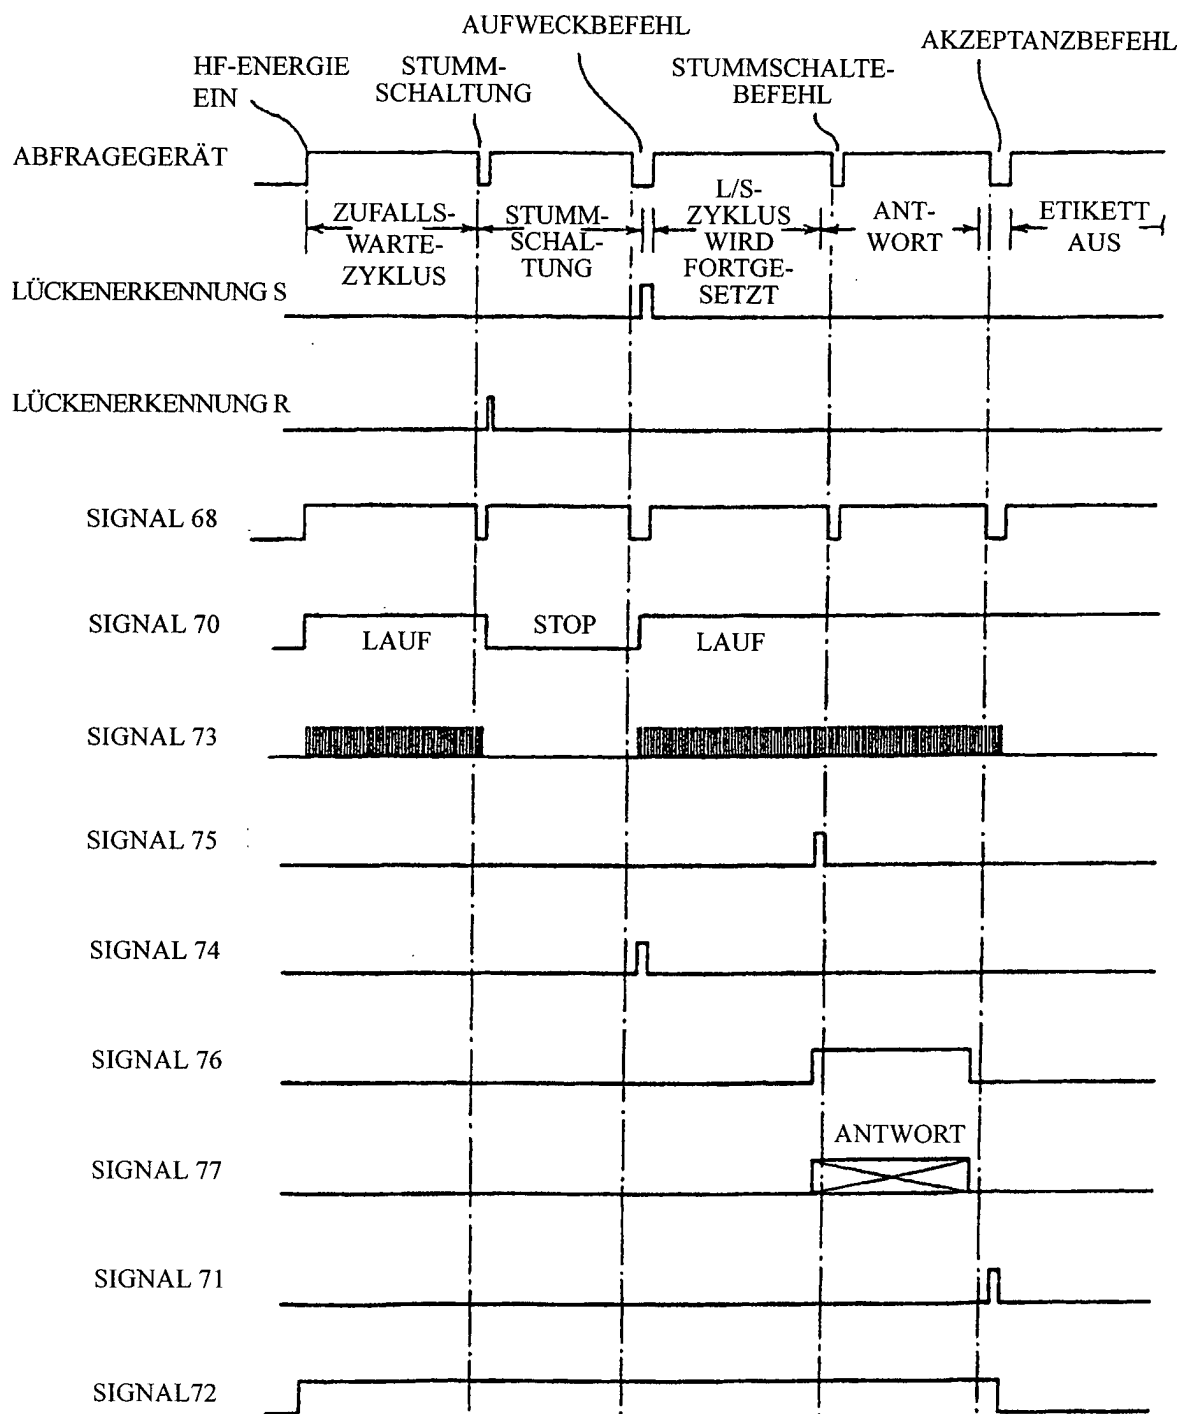 AUFWECKBEFEHL
AKZEPTANZBEFEHL
HF-ENERGIE
EIN
STUMM-
SCHALTUNG
STUMMSCHALTE-
BEFEHL
ABFRAGEGERÄT
ZUFALLS-
WARTE-
ZYKLUS
STUMM-
SCHAL-
TUNG
L/S-
ZYKLUS
WIRD
FORTGE-
SETZT
ANT-
WORT
ETIKETT
AUS
LÜCKENERKENNUNG S
LÜCKENERKENNUNG R
SIGNAL 68
SIGNAL 70
LAUF
STOP
LAUF
SIGNAL 73
SIGNAL 75
SIGNAL 74
SIGNAL 76
ANTWORT
SIGNAL 77
SIGNAL 71
SIGNAL72